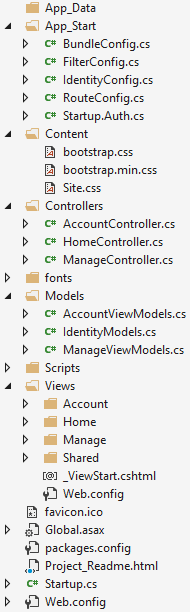 App_Data
App_Start
BundleConfig.cs
FilterConfig.cs
IdentityConfig.cs
RouteConfig.cs
Startup.Auth.cs
Content
bootstrap.css
bootstrap.min.css
Site.css
Controllers
AccountController.cs
HomeController.cs
ManageController.cs
fonts
Models
AccountViewModels.cs
IdentityModels.cs
ManageViewModels.cs
Scripts
Views
Account
Home
Manage
Shared
_ViewStart.cshtml
Web.config
favicon.ico
Global.asax
packages.config
Project_Readme.html
Startup.cs
Web.config